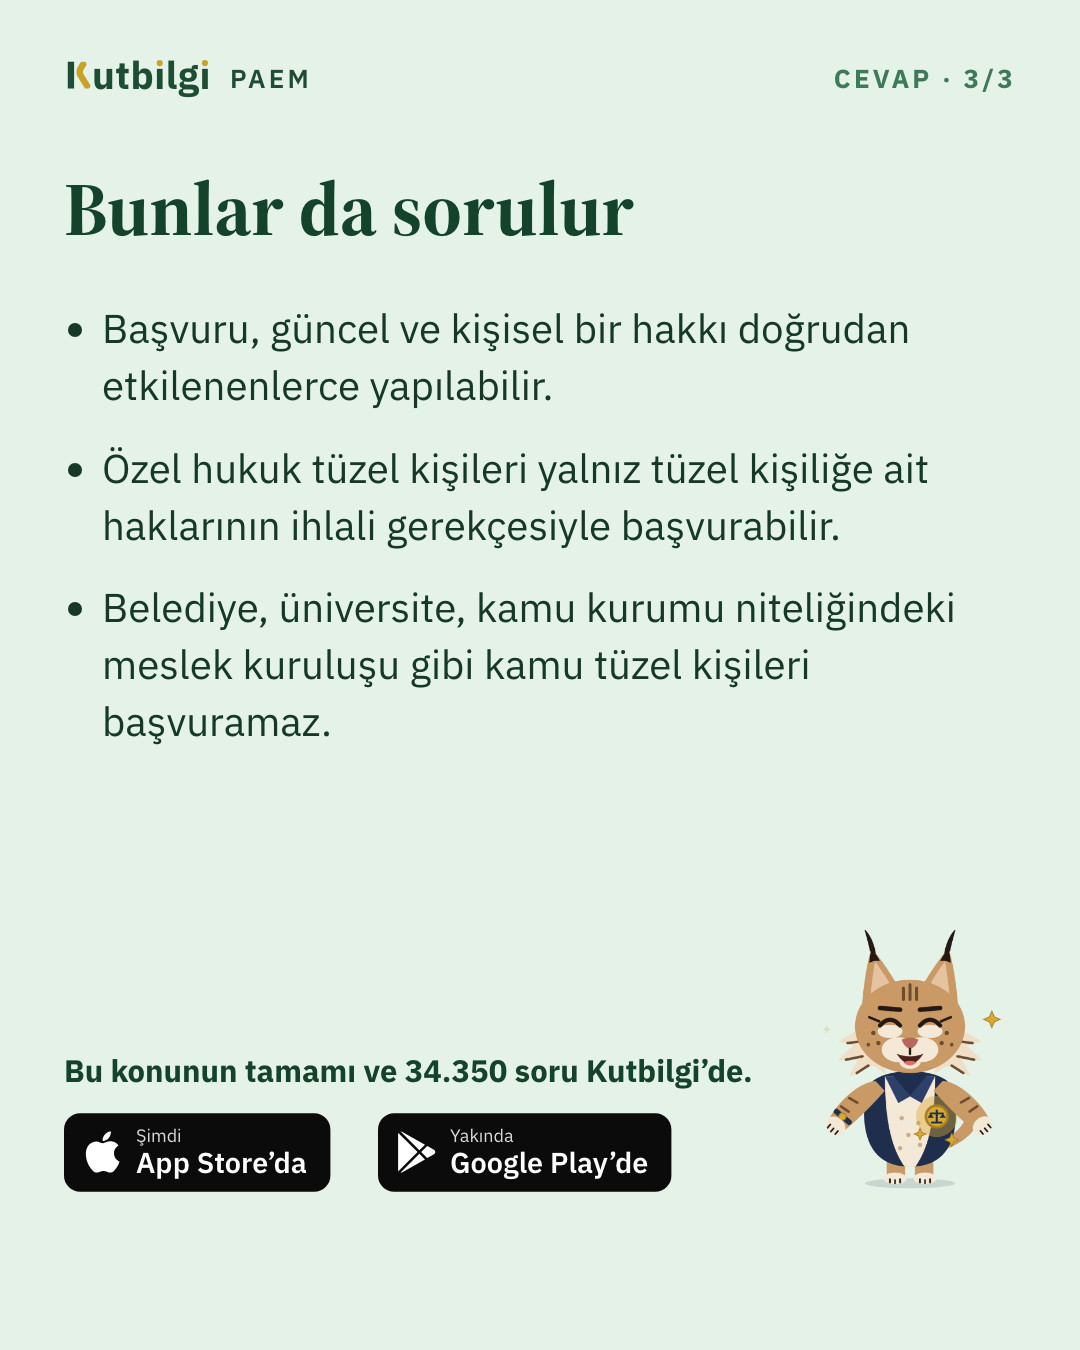 Kutbilgi PAEM
CEVAP · 3/3
Bunlar da sorulur
• Başvuru, güncel ve kişisel bir hakkı doğrudan
etkilenenlerce yapılabilir.
• Özel hukuk tüzel kişileri yalnız tüzel kişiliğe ait
haklarının ihlali gerekçesiyle başvurabilir.
• Belediye, üniversite, kamu kurumu niteliğindeki
meslek kuruluşu gibi kamu tüzel kişileri
başvuramaz.
Bu konunun tamamı ve 34.350 soru Kutbilgi’de.
Şimdi
App Store’da
Yakında
Google Play’de